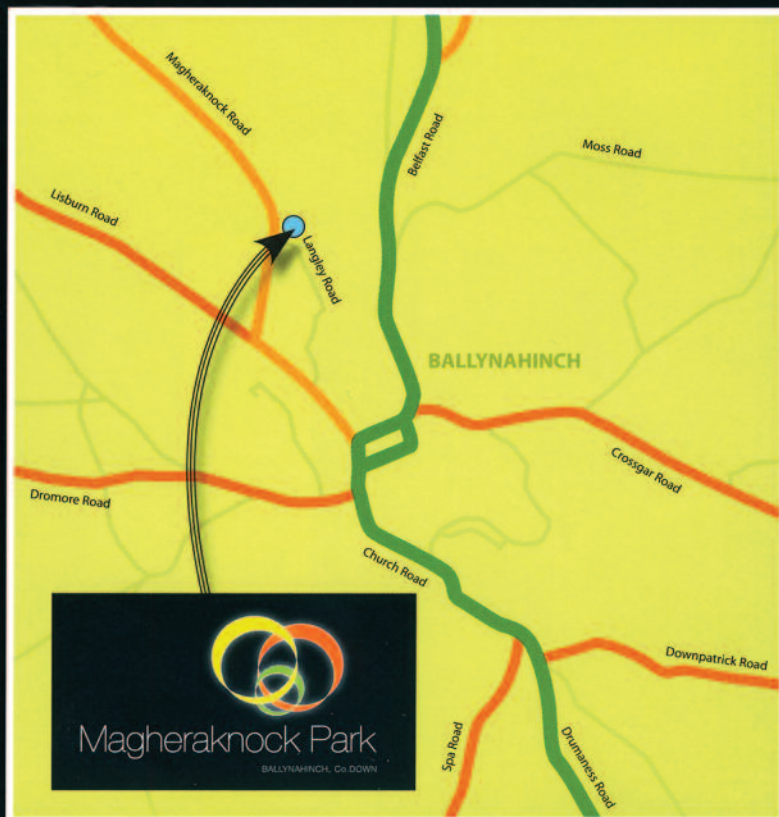 Magheraknock Road
Belfast Road
Moss Road
Lisburn Road
Langley Road
BALLYNAHINCH
Crossgar Road
Dromore Road
Church Road
Downpatrick Road
Spa Road
Drumaness Road
Magheraknock Park
BALLYNAHINCH, Co.DOWN